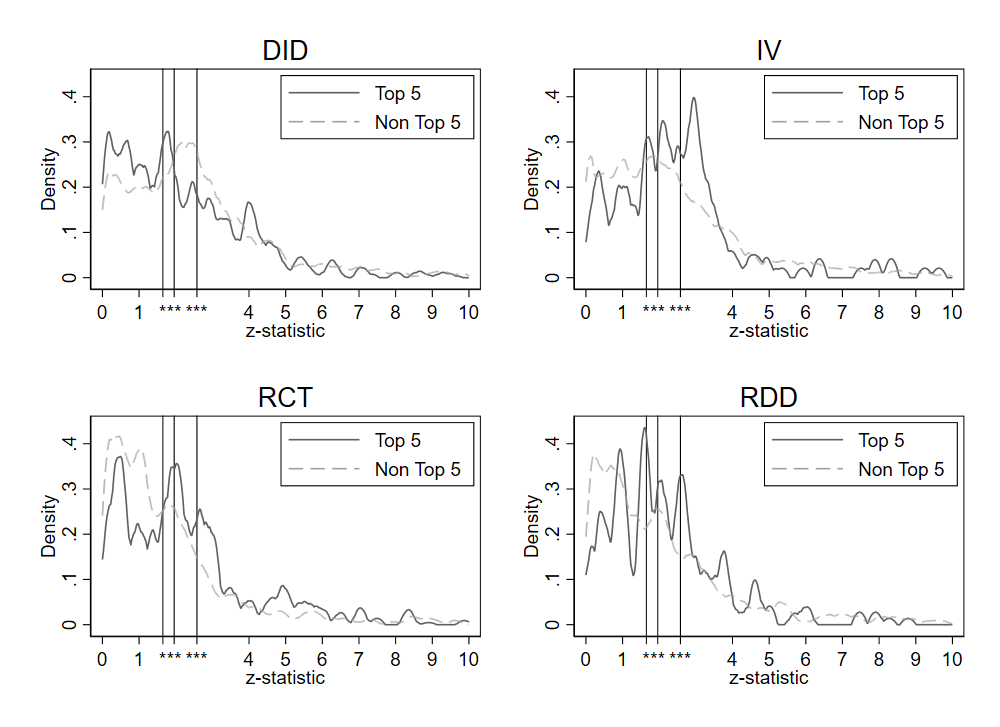 DID
Top 5
Non Top 5
Density
.4
.3
.2
.1
0
0 1 *** *** 4 5 6 7 8 9 10
z-statistic
IV
Top 5
Non Top 5
Density
.4
.3
.2
.1
0
0 1 *** *** 4 5 6 7 8 9 10
z-statistic
RCT
Top 5
Non Top 5
Density
.4
.3
.2
.1
0
0 1 *** *** 4 5 6 7 8 9 10
z-statistic
RDD
Top 5
Non Top 5
Density
.4
.3
.2
.1
0
0 1 *** *** 4 5 6 7 8 9 10
z-statistic